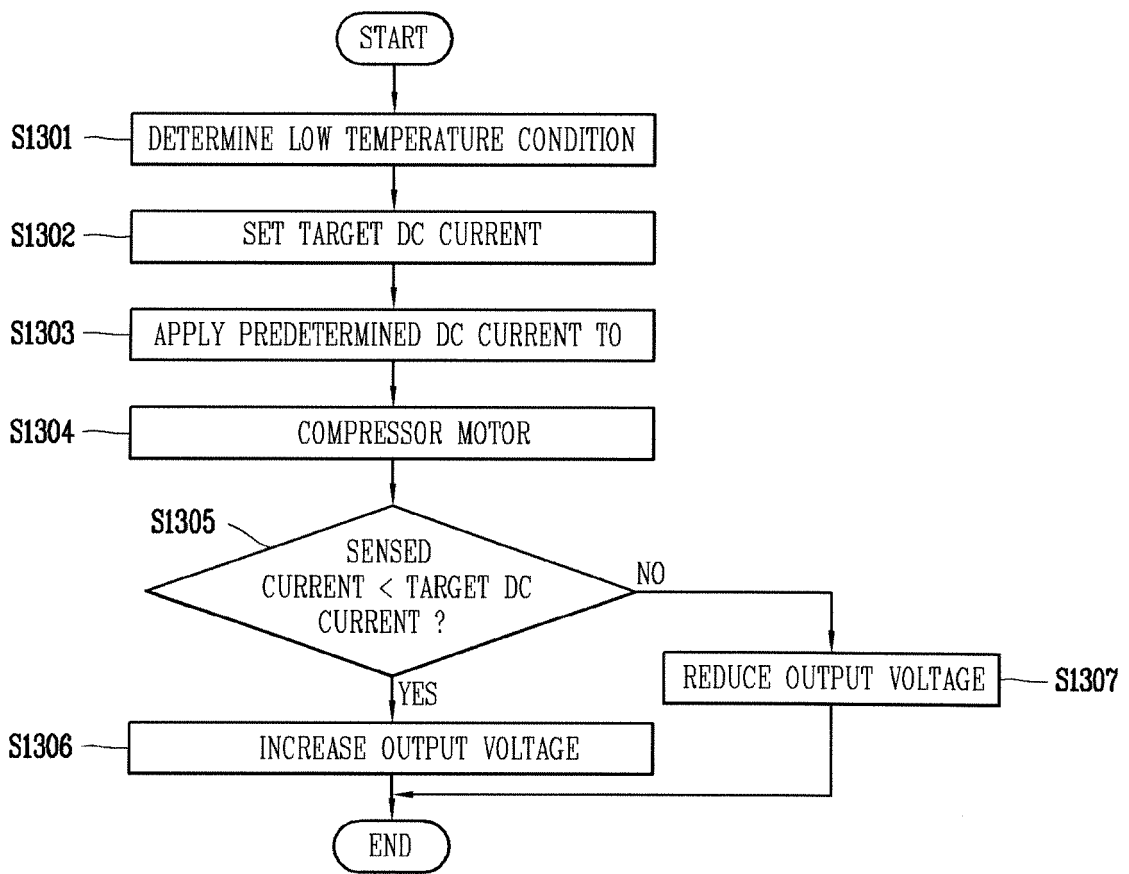 START
S1301
DETERMINE LOW TEMPERATURE CONDITION
S1302
SET TARGET DC CURRENT
S1303
APPLY PREDETERMINED DC CURRENT TO
S1304
COMPRESSOR MOTOR
S1305
SENSED
CURRENT < TARGET DC
CURRENT ?
NO
YES
REDUCE OUTPUT VOLTAGE
S1307
S1306
INCREASE OUTPUT VOLTAGE
END